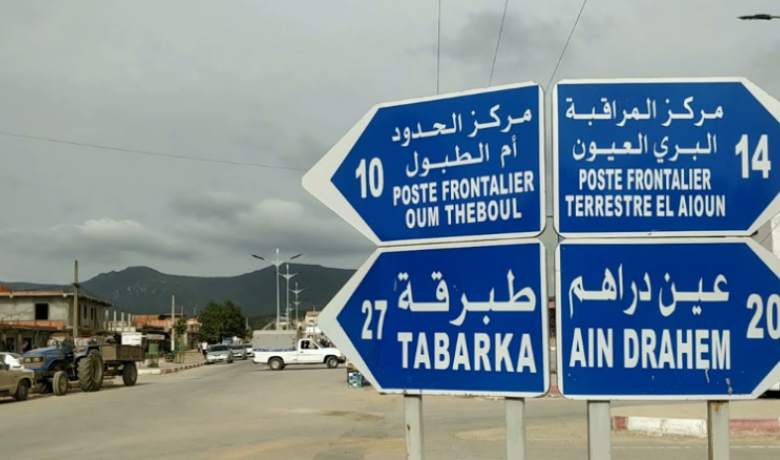 مركز الحدود
أم الطبول
10
POSTE FRONTALIER
OUM THEBOUL
مركز المراقبة
البري العيون
14
POSTE FRONTALIER
TERRESTRE EL AIOUN
طبرقة
27
TABARKA
عين دراهم
20
AIN DRAHEM